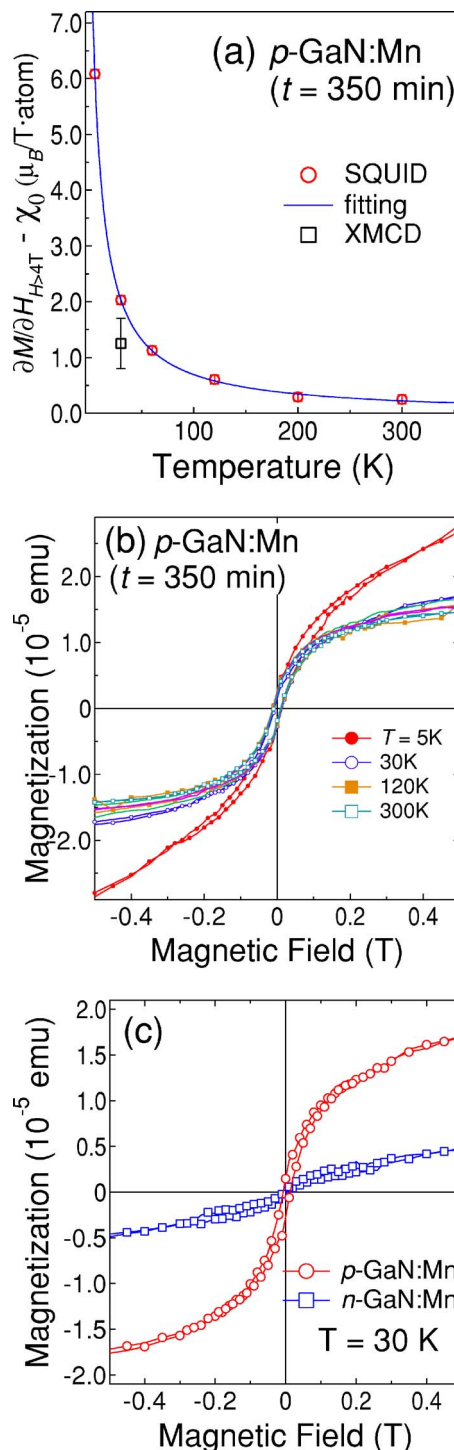 7.0
6.0
5.0
4.0
3.0
2.0
1.0
0.0
∂M/∂H_{H>4T} - χ₀ (μ_B/T·atom)
(a) p-GaN:Mn
(t = 350 min)
SQUID
fitting
XMCD
100
200
300
Temperature (K)
(b) p-GaN:Mn
(t = 350 min)
2.0
1.0
0
-1.0
-2.0
Magnetization (10⁻⁵ emu)
T = 5K
30K
120K
300K
-0.4
-0.2
0
0.2
0.4
Magnetic Field (T)
(c)
2.0
1.5
1.0
0.5
0
-0.5
-1.0
-1.5
-2.0
Magnetization (10⁻⁵ emu)
p-GaN:Mn
n-GaN:Mn
T = 30 K
-0.4
-0.2
0
0.2
0.4
Magnetic Field (T)